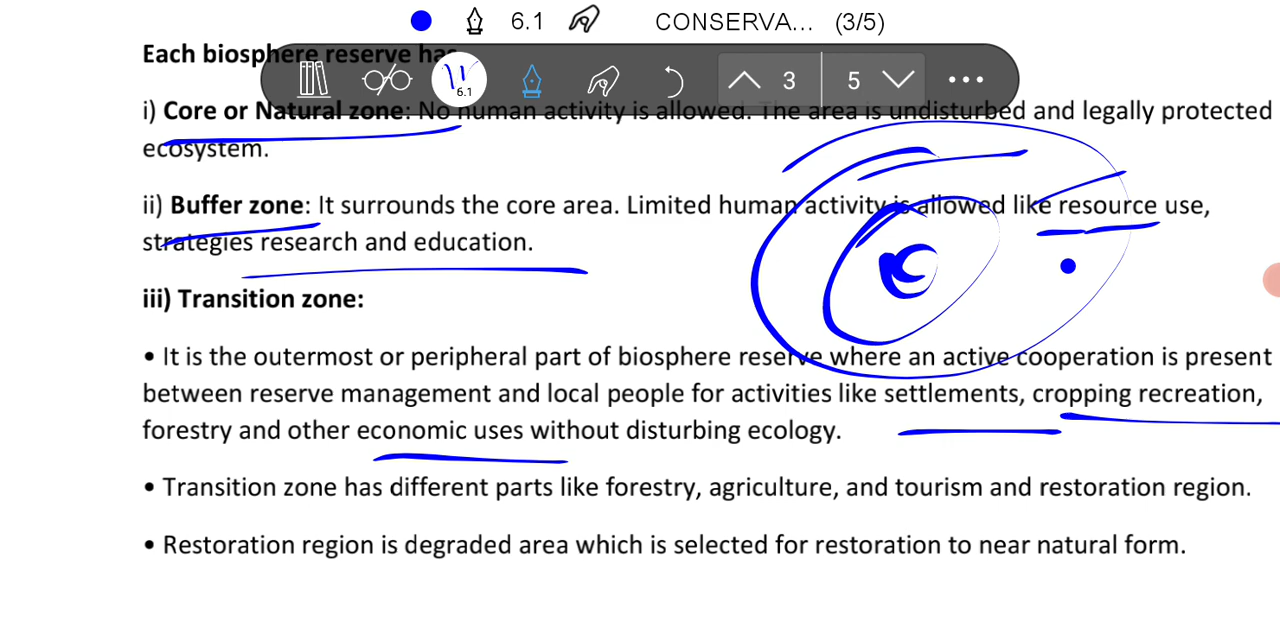 6.1 CONSERVA... (3/5)
Each biosphere reserve has
6.1 3 5
i) Core or Natural zone: No human activity is allowed. The area is undisturbed and legally protected
ecosystem.
ii) Buffer zone: It surrounds the core area. Limited human activity is allowed like resource use,
strategies research and education.
iii) Transition zone:
• It is the outermost or peripheral part of biosphere reserve where an active cooperation is present
between reserve management and local people for activities like settlements, cropping recreation,
forestry and other economic uses without disturbing ecology.
• Transition zone has different parts like forestry, agriculture, and tourism and restoration region.
• Restoration region is degraded area which is selected for restoration to near natural form.